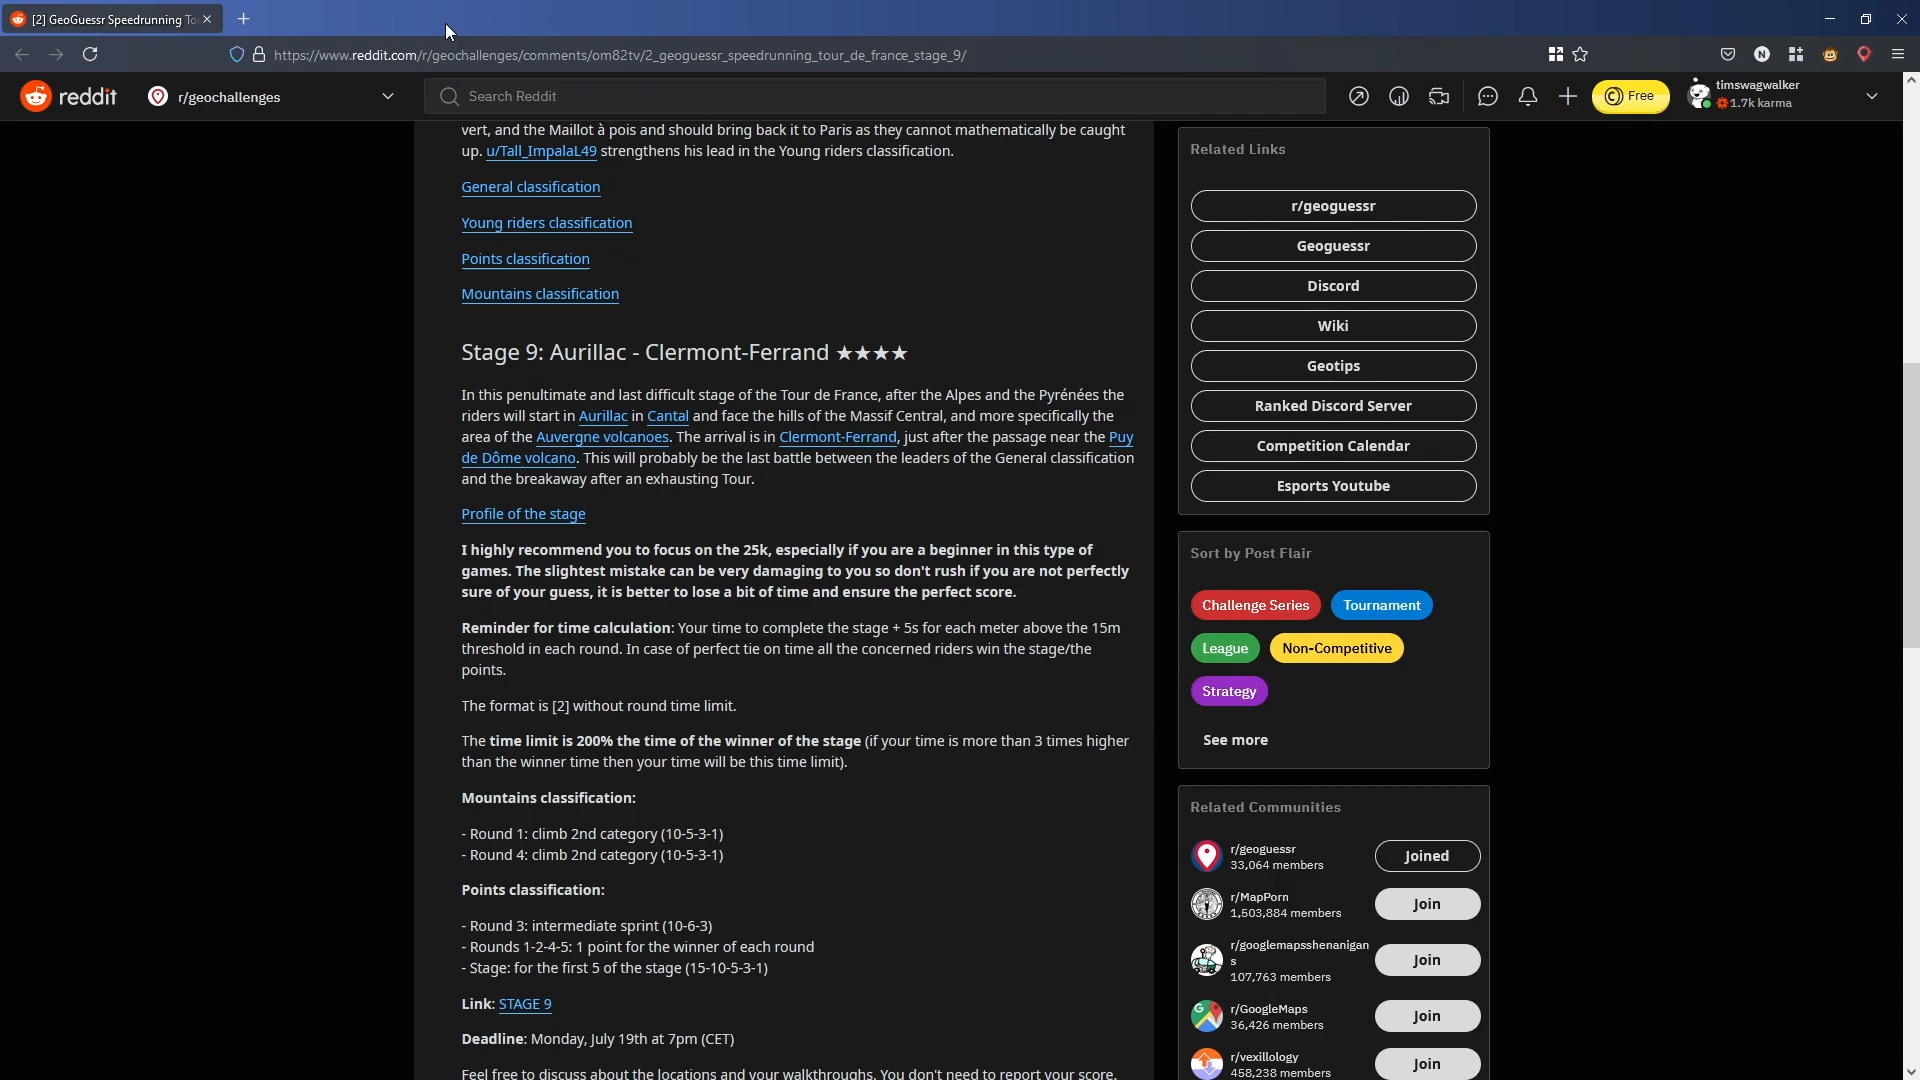 [2] GeoGuessr Speedrunning To
https://www.reddit.com/r/geochallenges/comments/om82tv/2_geoguessr_speedrunning_tour_de_france_stage_9/
reddit
r/geochallenges
Search Reddit
Free
timswagwalker
1.7k karma
vert, and the Maillot à pois and should bring back it to Paris as they cannot mathematically be caught
up. u/Tall_ImpalaL49 strengthens his lead in the Young riders classification.
General classification
Young riders classification
Points classification
Mountains classification
Stage 9: Aurillac - Clermont-Ferrand ★★★★
In this penultimate and last difficult stage of the Tour de France, after the Alpes and the Pyrénées the
riders will start in Aurillac in Cantal and face the hills of the Massif Central, and more specifically the
area of the Auvergne volcanoes. The arrival is in Clermont-Ferrand, just after the passage near the Puy
de Dôme volcano. This will probably be the last battle between the leaders of the General classification
and the breakaway after an exhausting Tour.
Profile of the stage
I highly recommend you to focus on the 25k, especially if you are a beginner in this type of
games. The slightest mistake can be very damaging to you so don't rush if you are not perfectly
sure of your guess, it is better to lose a bit of time and ensure the perfect score.
Reminder for time calculation: Your time to complete the stage + 5s for each meter above the 15m
threshold in each round. In case of perfect tie on time all the concerned riders win the stage/the
points.
The format is [2] without round time limit.
The time limit is 200% the time of the winner of the stage (if your time is more than 3 times higher
than the winner time then your time will be this time limit).
Mountains classification:
- Round 1: climb 2nd category (10-5-3-1)
- Round 4: climb 2nd category (10-5-3-1)
Points classification:
- Round 3: intermediate sprint (10-6-3)
- Rounds 1-2-4-5: 1 point for the winner of each round
- Stage: for the first 5 of the stage (15-10-5-3-1)
Link: STAGE 9
Deadline: Monday, July 19th at 7pm (CET)
Feel free to discuss about the locations and your walkthroughs. You don't need to report your score.
Related Links
r/geoguessr
Geoguessr
Discord
Wiki
Geotips
Ranked Discord Server
Competition Calendar
Esports Youtube
Sort by Post Flair
Challenge Series
Tournament
League
Non-Competitive
Strategy
See more
Related Communities
r/geoguessr
33,064 members
Joined
r/MapPorn
1,503,884 members
Join
r/googlemapsshenanigan
s
107,763 members
Join
r/GoogleMaps
36,426 members
Join
r/vexillology
458,238 members
Join